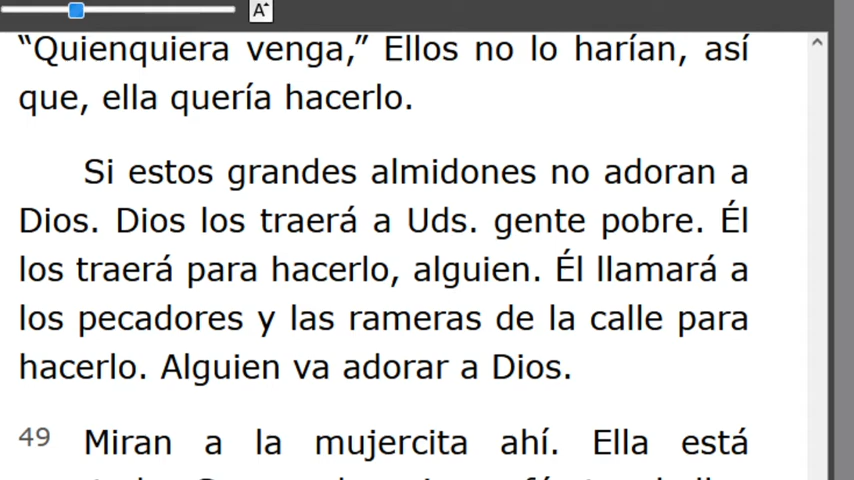 A
“Quienquiera venga,” Ellos no lo harían, así
que, ella quería hacerlo.
Si estos grandes almidones no adoran a
Dios. Dios los traerá a Uds. gente pobre. Él
los traerá para hacerlo, alguien. Él llamará a
los pecadores y las rameras de la calle para
hacerlo. Alguien va adorar a Dios.
49 Miran a la mujercita ahí. Ella está